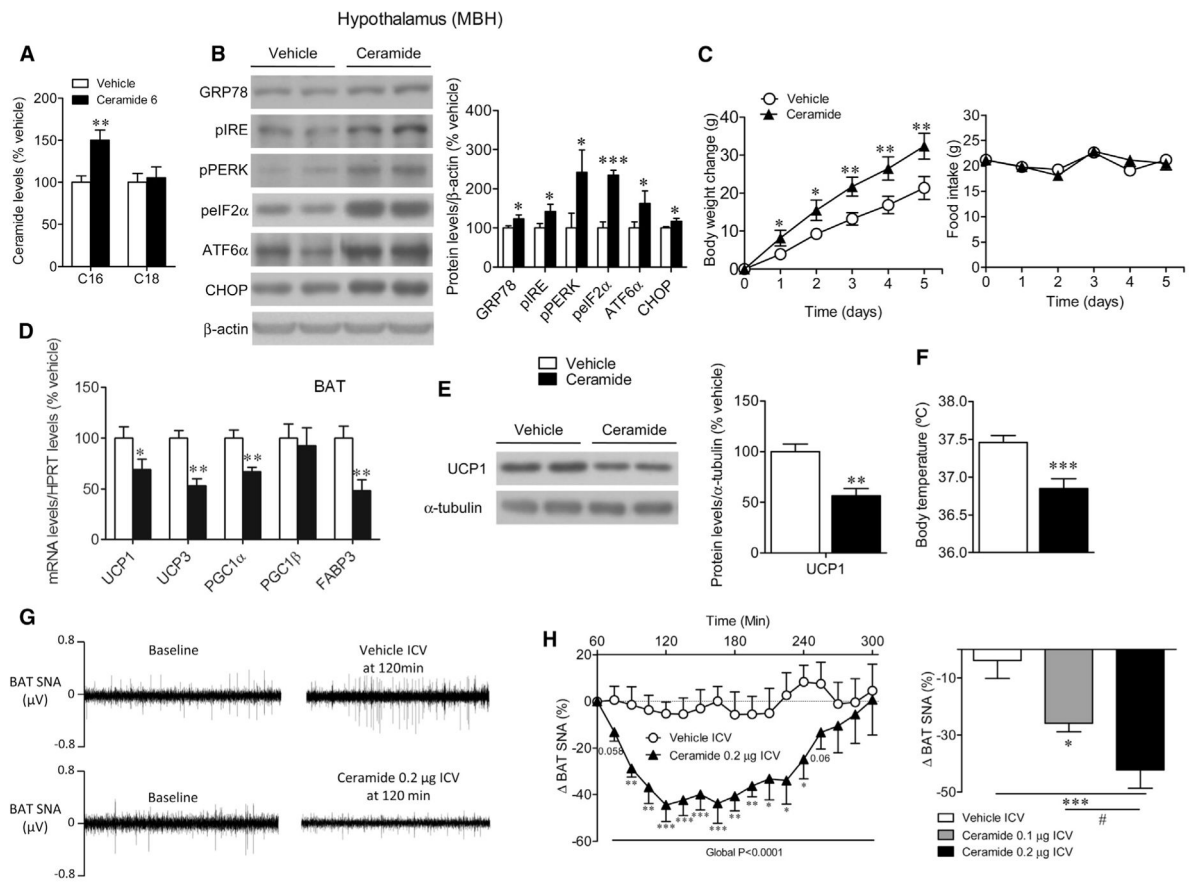 Hypothalamus (MBH)
A
Vehicle
Ceramide 6
Ceramide levels (% vehicle)
200
150
100
50
0
**
C16
C18
B
Vehicle
Ceramide
GRP78
pIRE
pPERK
peIF2α
ATF6α
CHOP
β-actin
Protein levels/β-actin (% vehicle)
400
300
200
100
0
*
*
*
***
*
*
GRP78
pIRE
pPERK
peIF2α
ATF6α
CHOP
C
Vehicle
Ceramide
Body weight change (g)
40
30
20
10
0
*
*
**
**
**
0 1 2 3 4 5
Time (days)
Food intake (g)
30
25
20
15
10
5
0
0 1 2 3 4 5
Time (days)
D
mRNA levels/HPRT levels (% vehicle)
150
100
50
0
BAT
*
**
**
**
UCP1
UCP3
PGC1α
PGC1β
FABP3
Vehicle
Ceramide
E
Vehicle
Ceramide
UCP1
α-tubulin
Protein levels/α-tubulin (% vehicle)
150
100
50
0
**
UCP1
F
Body temperature (ºC)
38.0
37.5
37.0
36.5
36.0
***
G
0.8
BAT SNA
(μV)
0
-0.8
Baseline
Vehicle ICV
at 120min
0.8
BAT SNA
(μV)
0
-0.8
Baseline
Ceramide 0.2 μg ICV
at 120 min
H
Time (Min)
60 120 180 240 300
Δ BAT SNA (%)
20
0
-20
-40
-60
Vehicle ICV
Ceramide 0.2 μg ICV
0.058
**
**
***
***
***
***
**
**
*
*
*
0.06
Global P<0.0001
Δ BAT SNA (%)
-10
-30
-50
*
***
#
Vehicle ICV
Ceramide 0.1 μg ICV
Ceramide 0.2 μg ICV